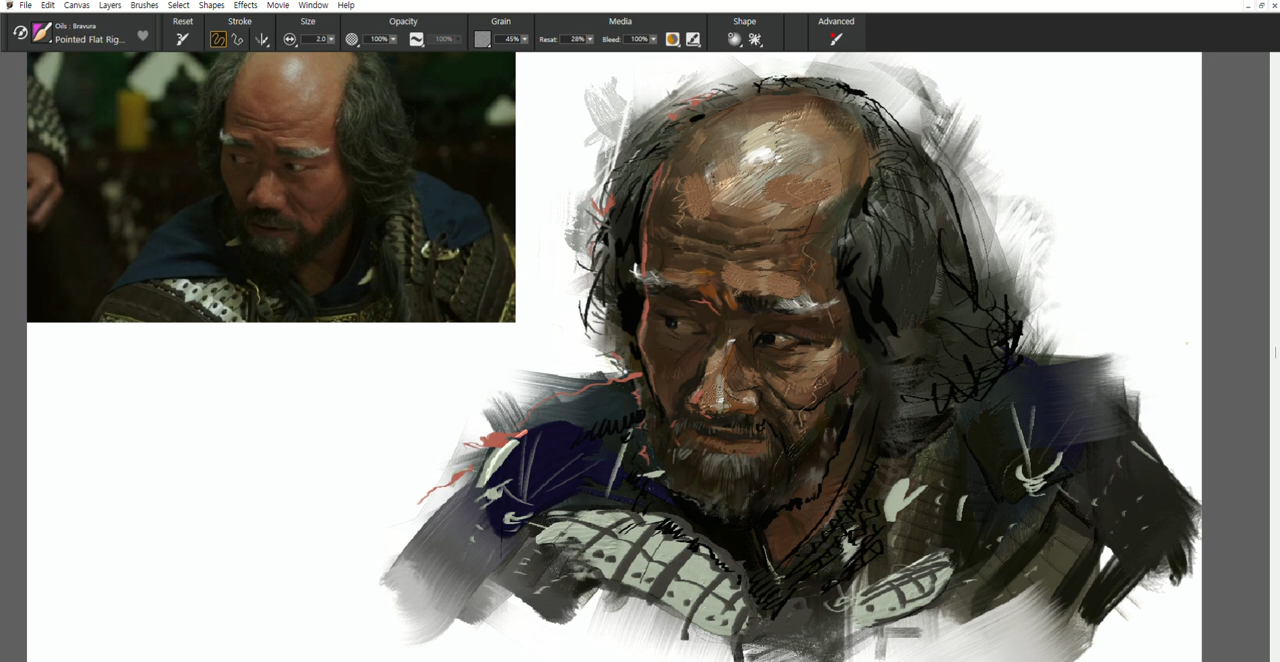 File Edit Canvas Layers Brushes Select Shapes Effects Movie Window Help
Oils : Bravura
Pointed Flat Rig...
Reset Stroke Size Opacity Grain Media Shape Advanced
2.0 100% 100% 45% Resat: 28% Bleed: 100%